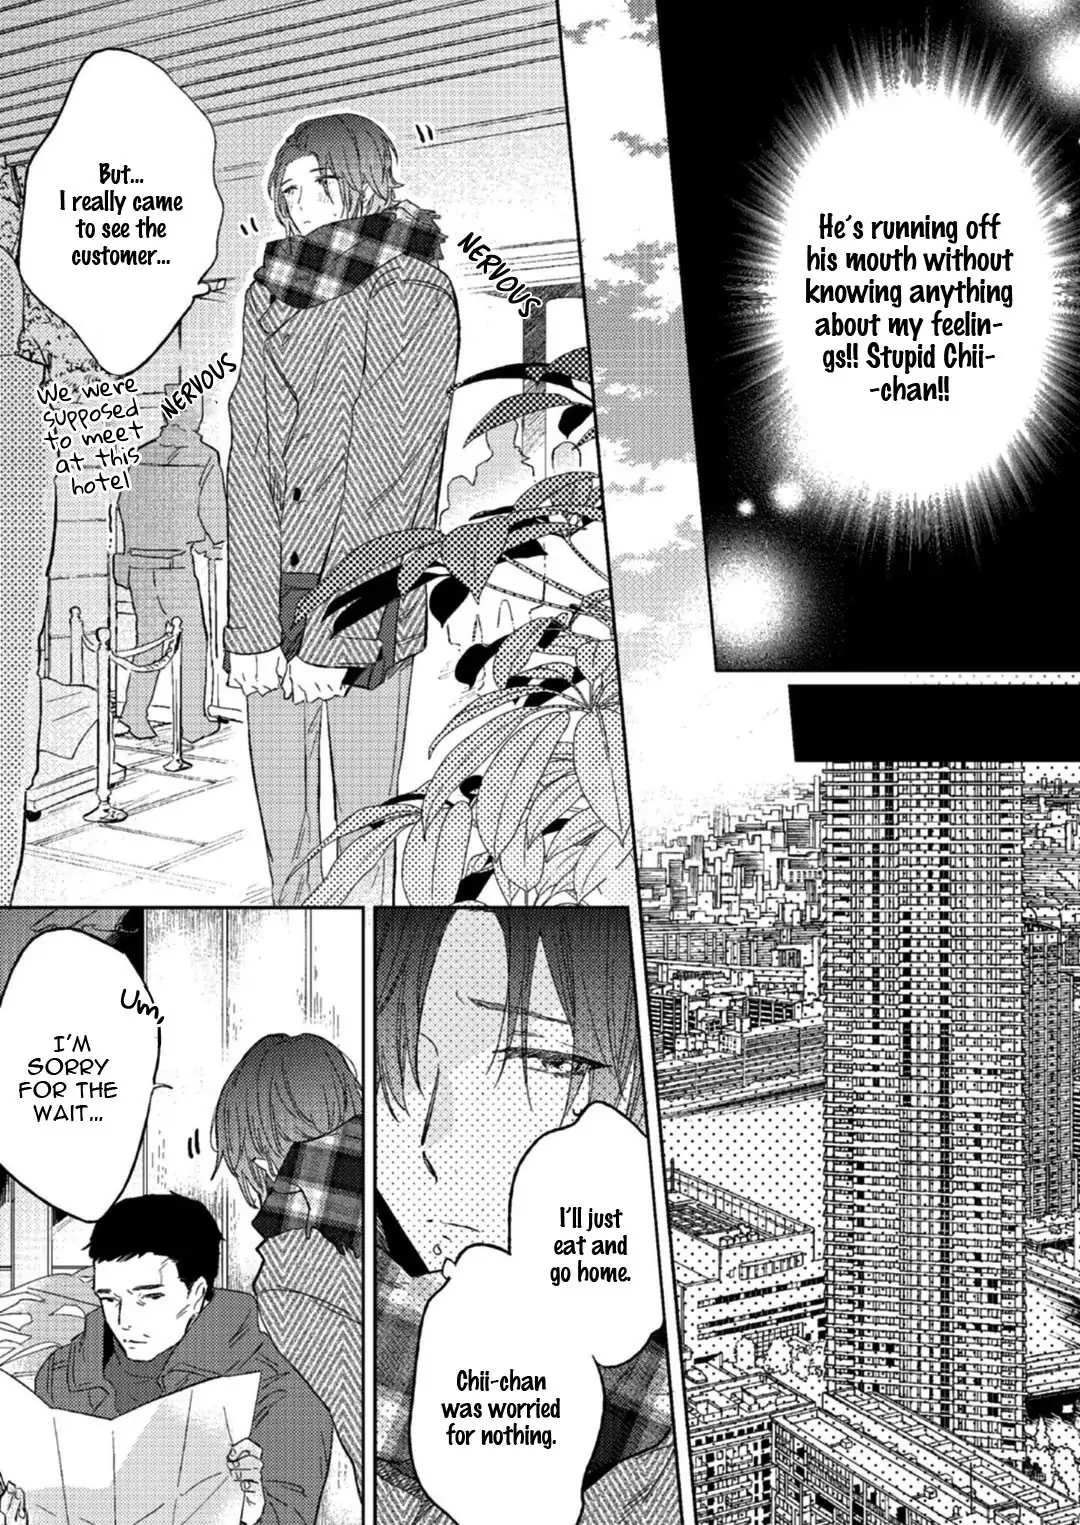 He's running off
his mouth without
knowing anything
about my feelin-
gs!! Stupid Chii-
-chan!!
But...
I really came
to see the
customer...
NERVOUS
NERVOUS
We were
supposed
to meet
at this
hotel
I'll just
eat and
go home.
Chii-chan
was worried
for nothing.
Um,
I'M
SORRY
FOR THE
WAIT...